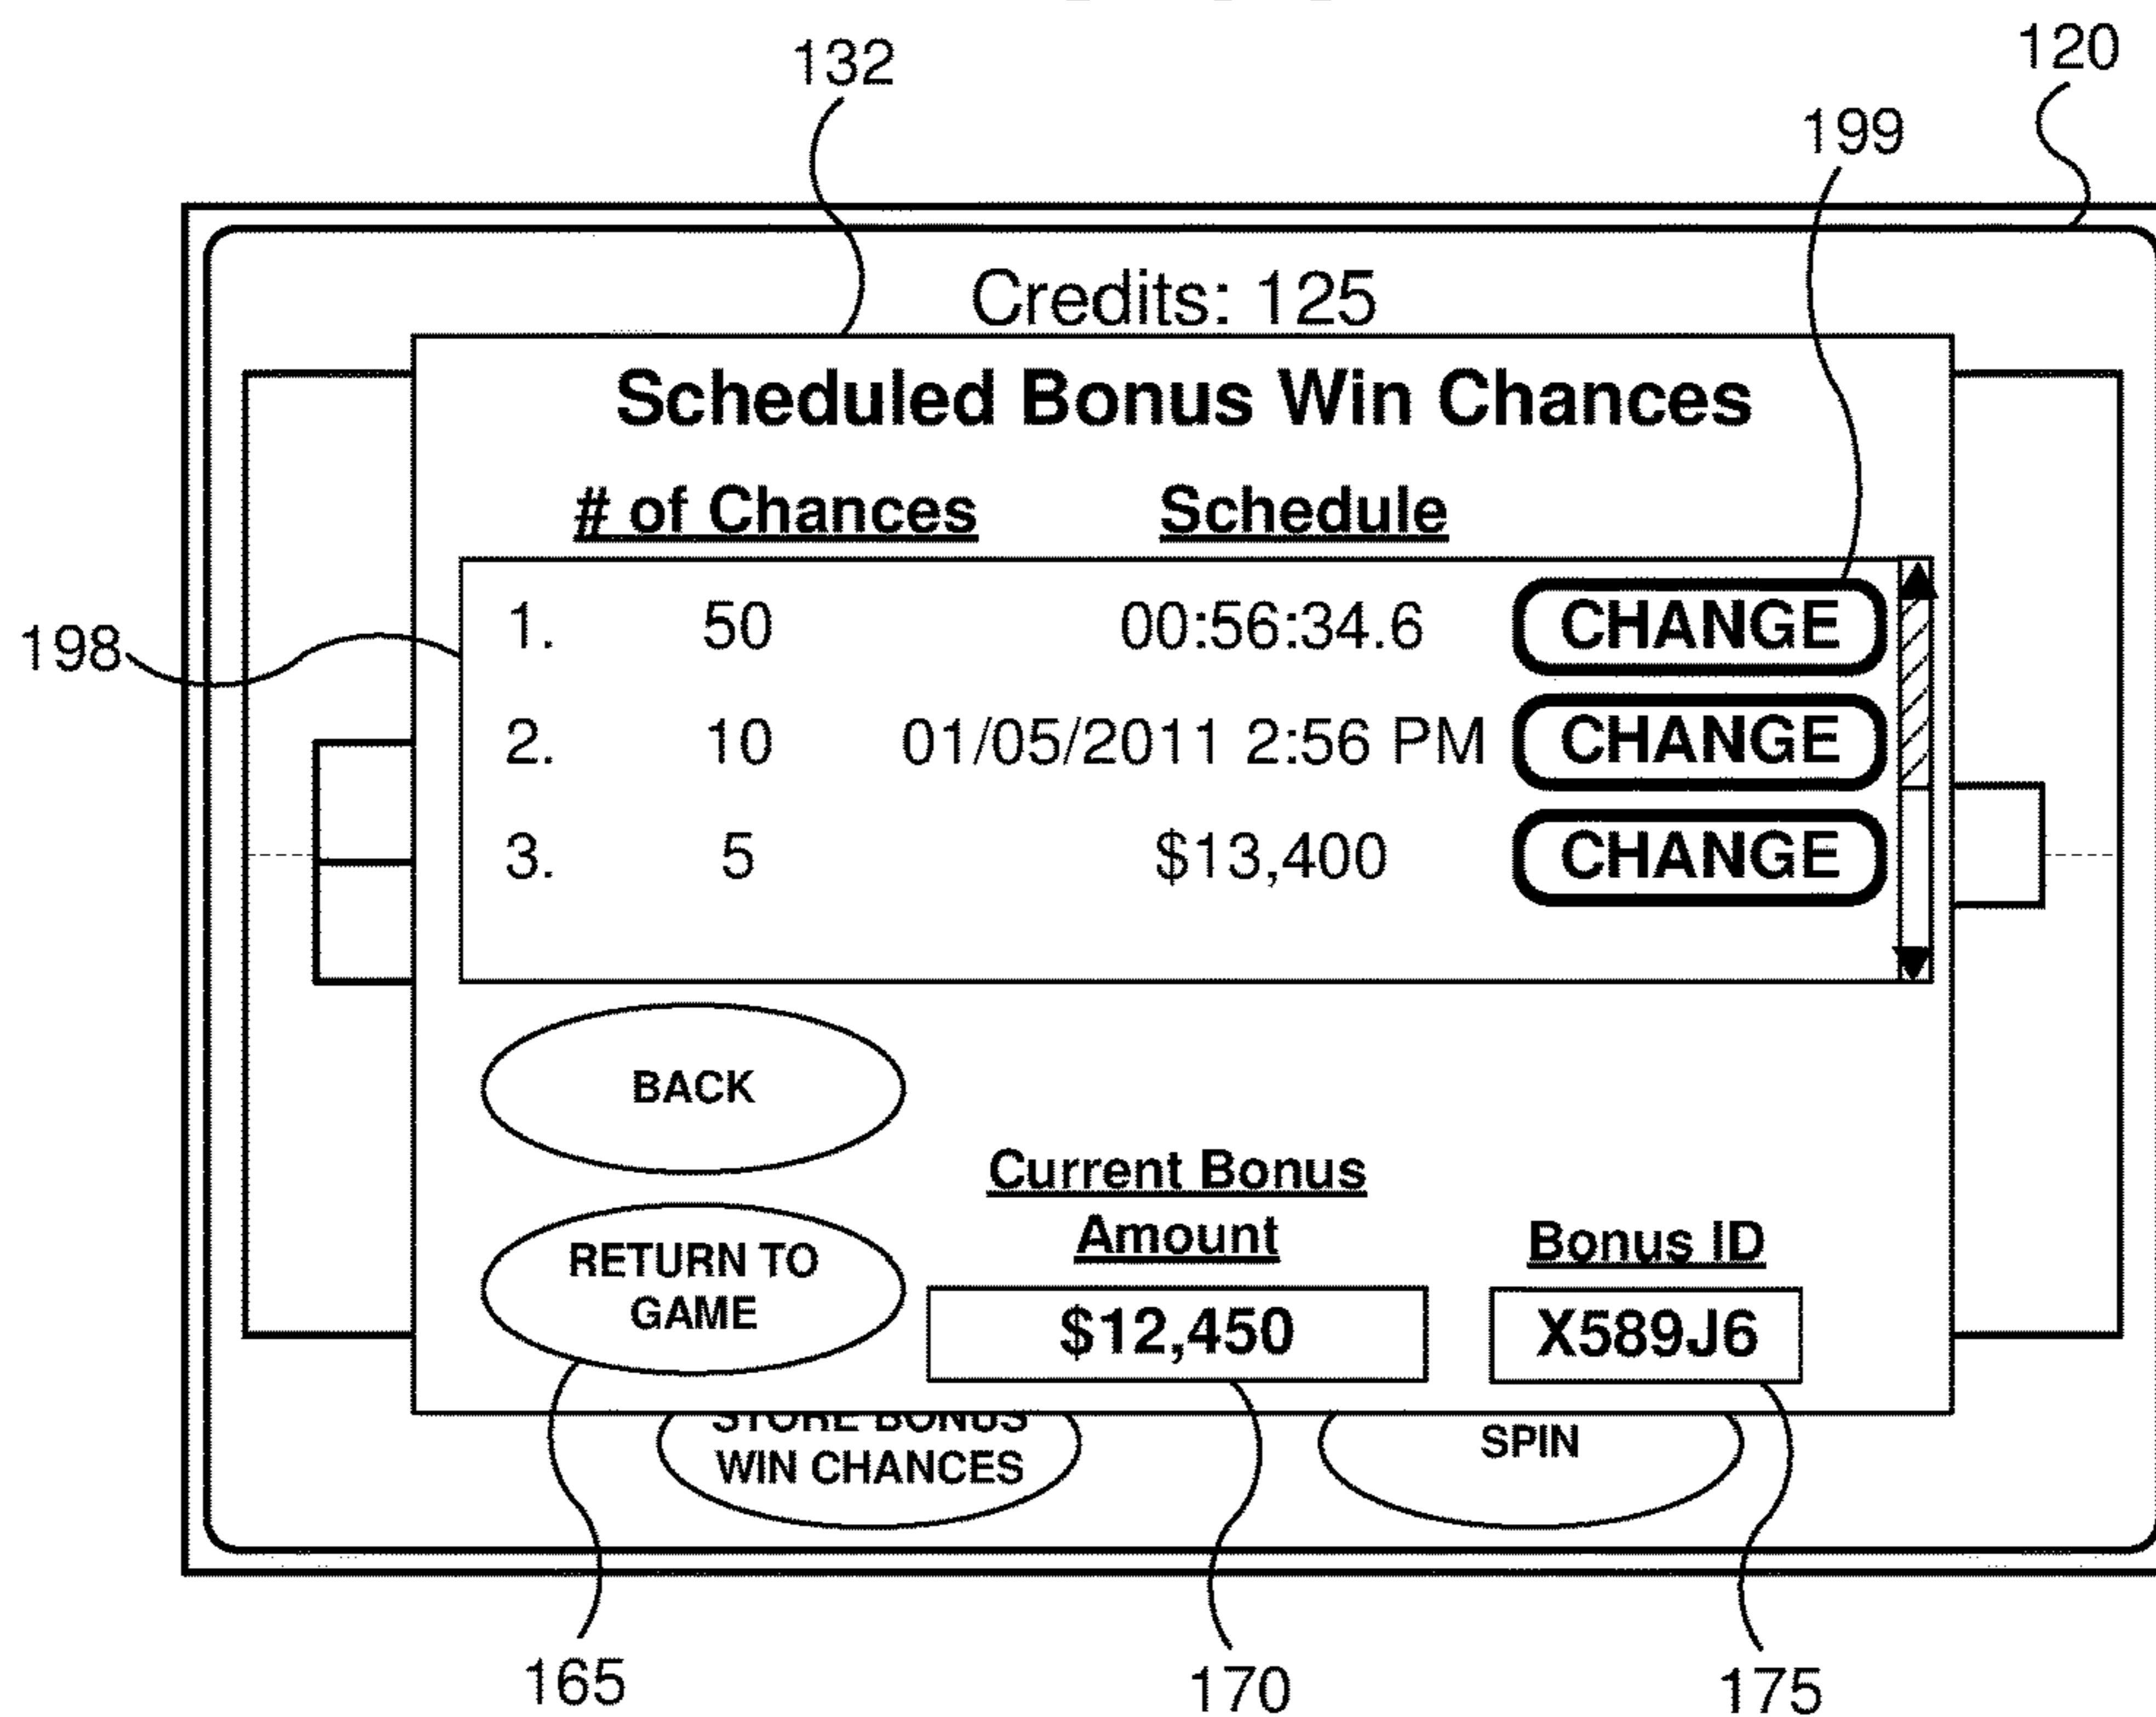 132
120
199
Credits: 125
Scheduled Bonus Win Chances
# of Chances Schedule
198
1. 50 00:56:34.6 CHANGE
2. 10 01/05/2011 2:56 PM CHANGE
3. 5 $13,400 CHANGE
BACK
Current Bonus
Amount
Bonus ID
RETURN TO
GAME
$12,450
X589J6
STORE BONUS
WIN CHANCES
SPIN
165
170
175